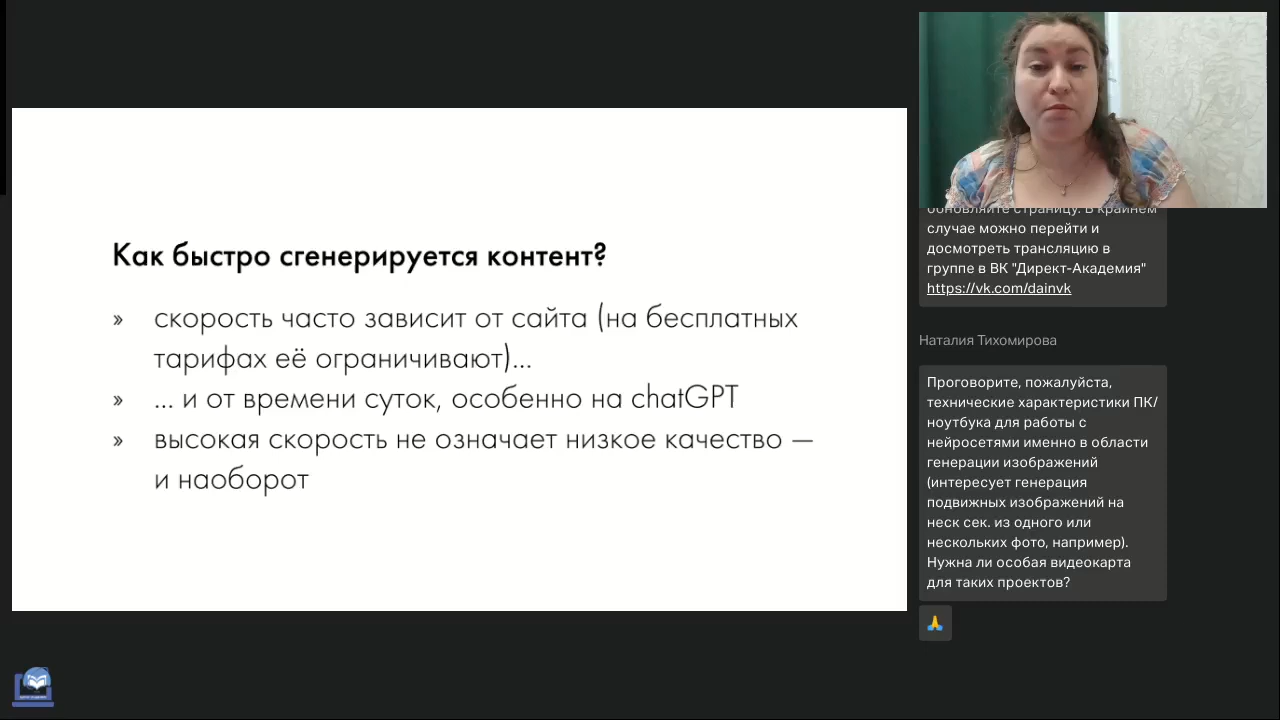 Как быстро сгенерируется контент?
» скорость часто зависит от сайта (на бесплатных
тарифах её ограничивают)...
» ... и от времени суток, особенно на chatGPT
» высокая скорость не означает низкое качество —
и наоборот
обновляйте страницу. В крайнем
случае можно перейти и
досмотреть трансляцию в
группе в ВК "Директ-Академия"
https://vk.com/dainvk
Наталия Тихомирова
Проговорите, пожалуйста,
технические характеристики ПК/
ноутбука для работы с
нейросетями именно в области
генерации изображений
(интересует генерация
подвижных изображений на
неск сек. из одного или
нескольких фото, например).
Нужна ли особая видеокарта
для таких проектов?
🙏